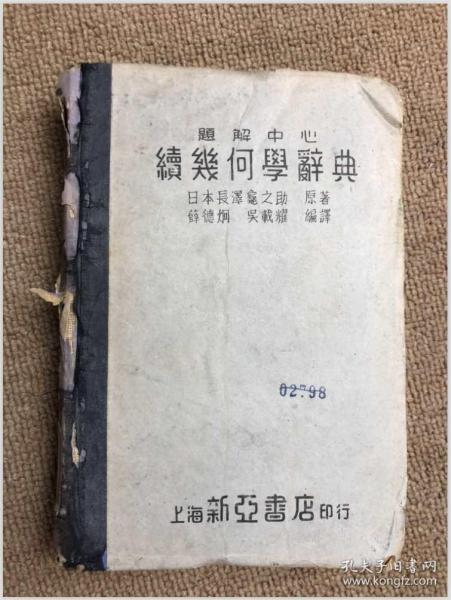 題解中心
續幾何學辭典
日本長澤龜之助 原著
薛德炯 吳載耀 編譯
02798
上海新亞書店印行
孔夫子旧书网
www.kongfz.com